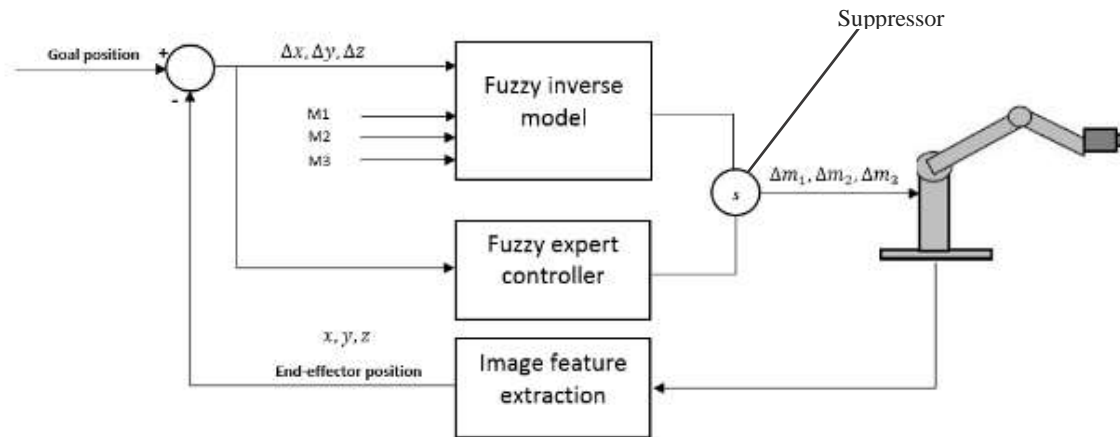 Suppressor
Goal position
+
-
Δx, Δy, Δz
M1
M2
M3
Fuzzy inverse
model
s
Δm₁, Δm₂, Δm₃
Fuzzy expert
controller
x, y, z
End-effector position
Image feature
extraction